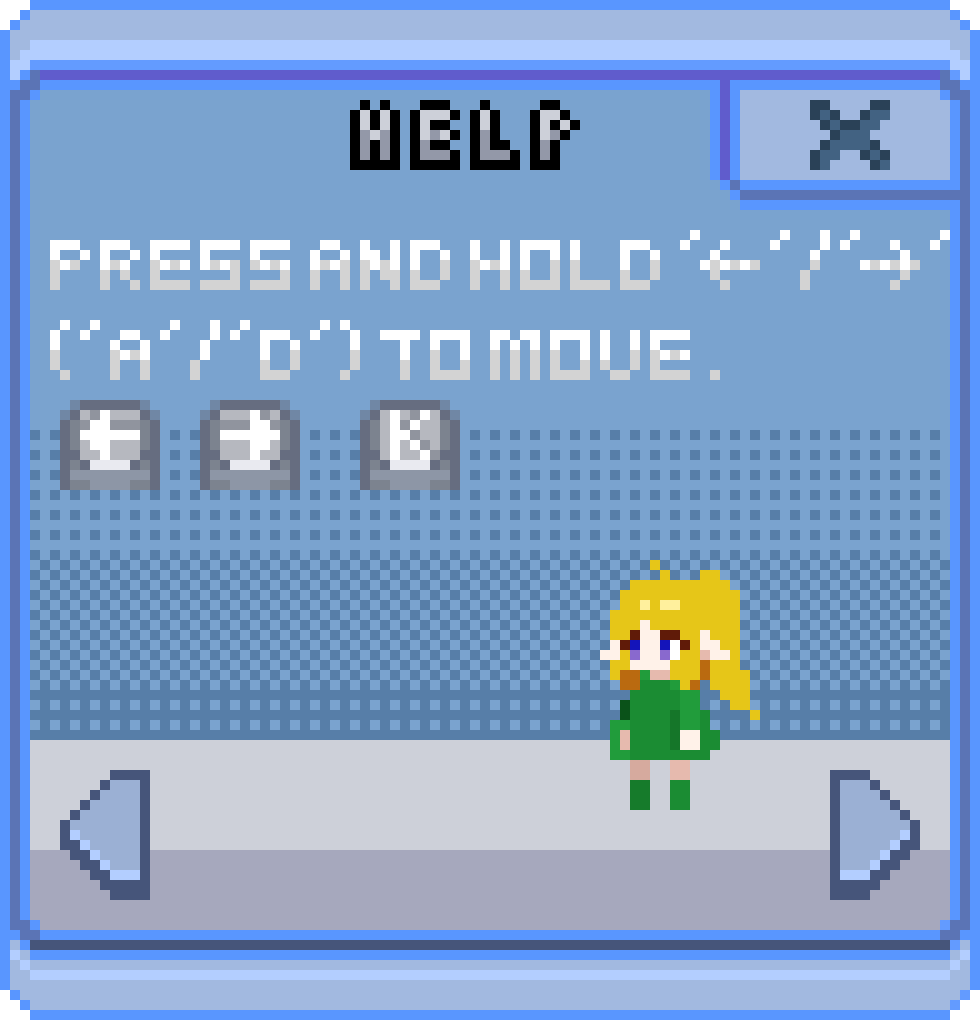 HELP
PRESS AND HOLD '←'/'→'
('A'/'D') TO MOVE.
← → K